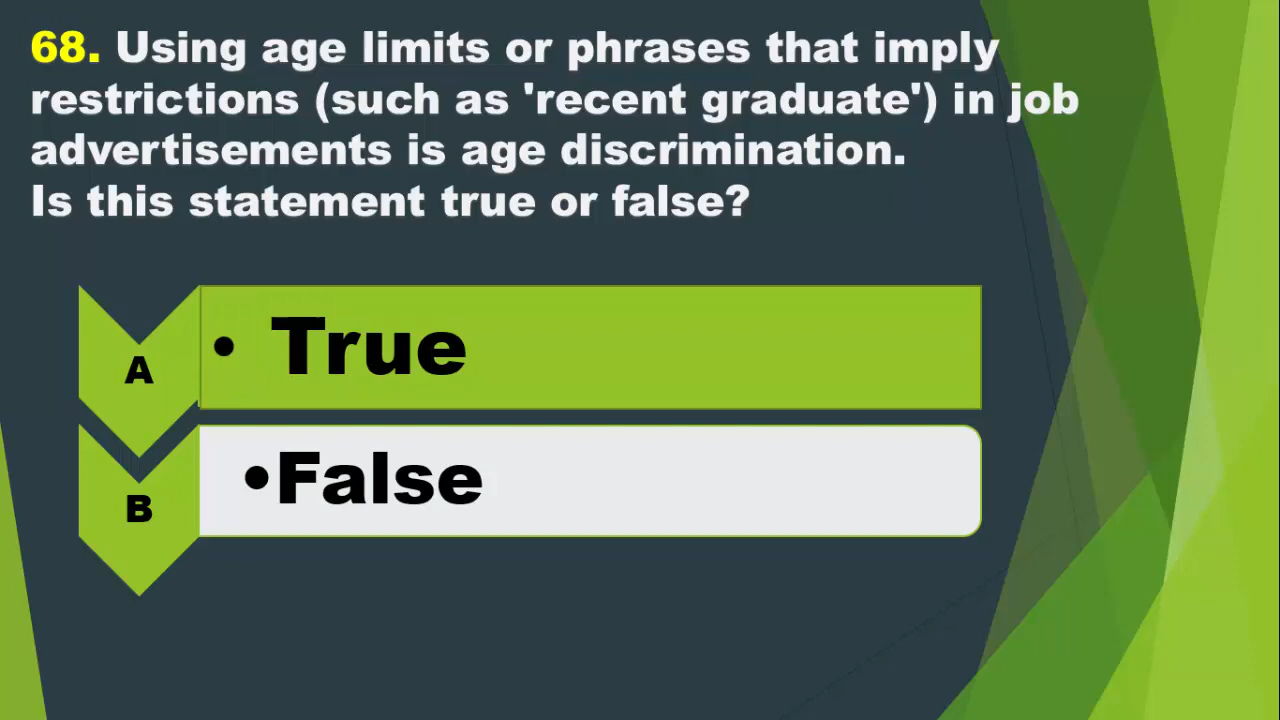 68. Using age limits or phrases that imply
restrictions (such as 'recent graduate') in job
advertisements is age discrimination.
Is this statement true or false?
A
• True
B
•False